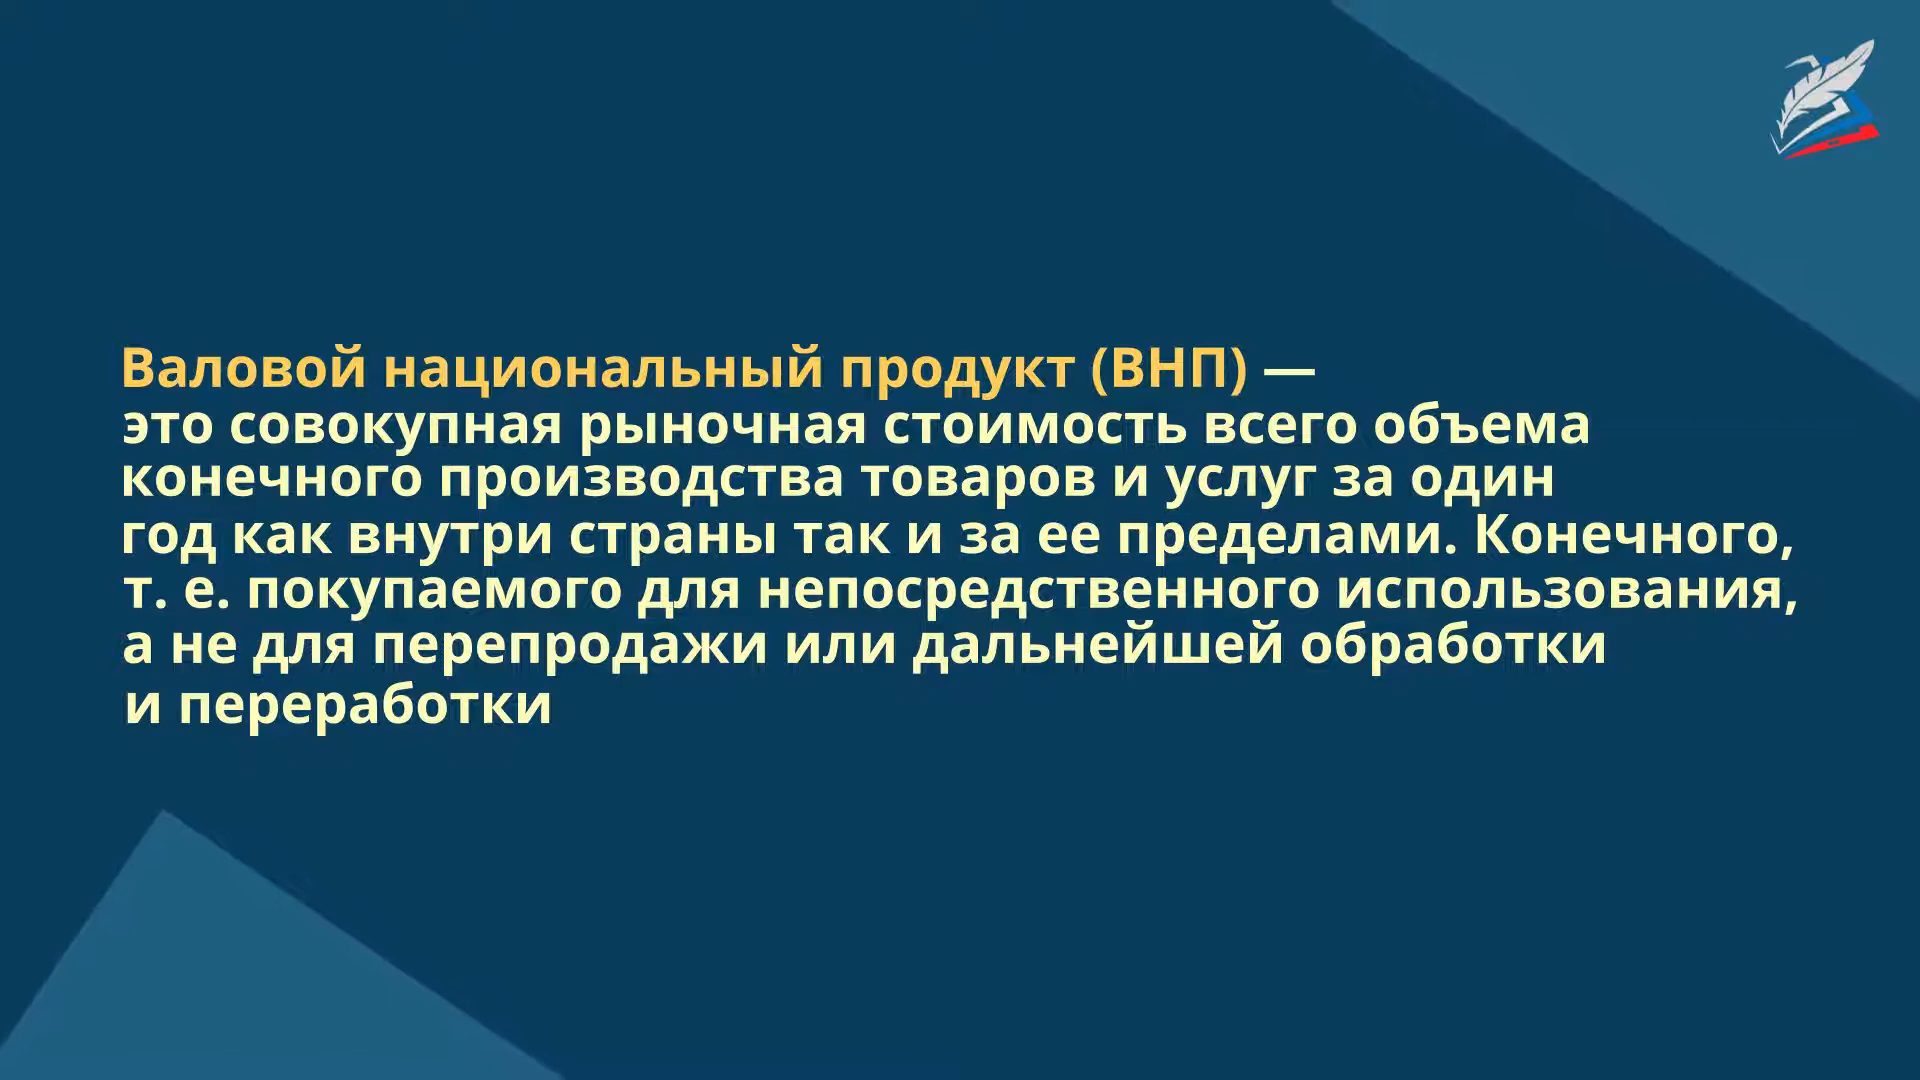 Валовой национальный продукт (ВНП) —
это совокупная рыночная стоимость всего объема
конечного производства товаров и услуг за один
год как внутри страны так и за ее пределами. Конечного,
т. е. покупаемого для непосредственного использования,
а не для перепродажи или дальнейшей обработки
и переработки